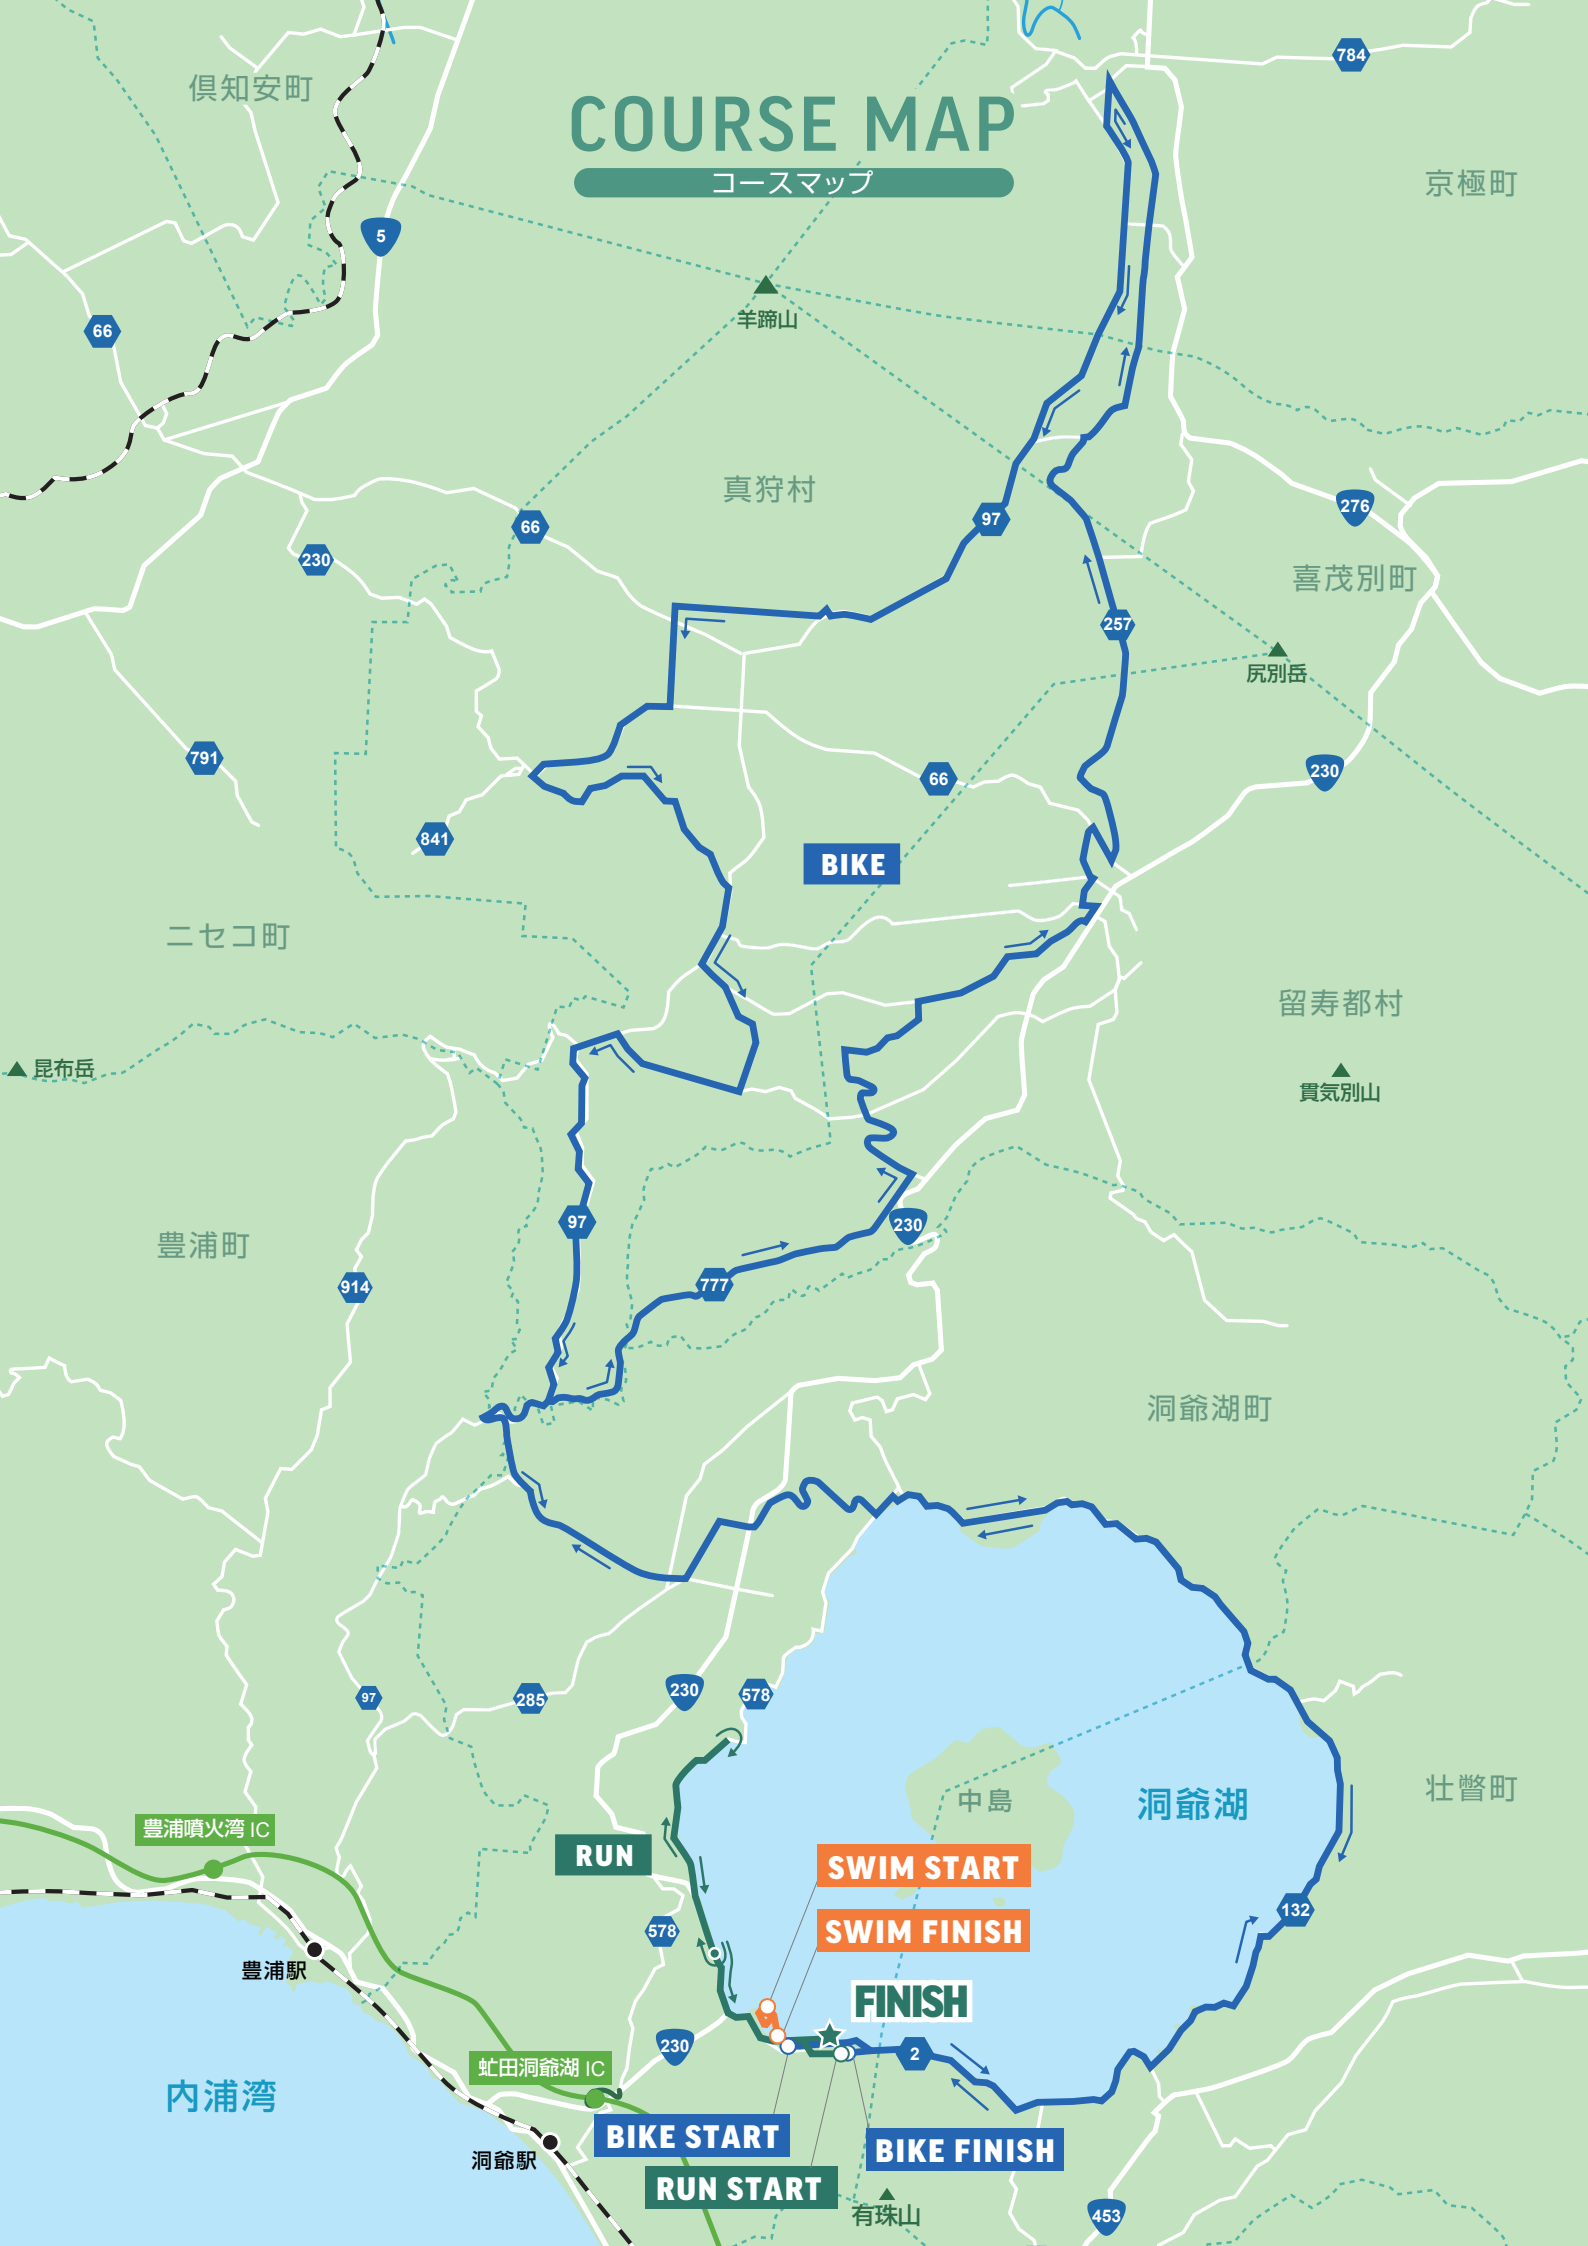 784
倶知安町
COURSE MAP
コースマップ
京極町
5
羊蹄山
66
真狩村
97
276
66
230
喜茂別町
257
尻別岳
791
66
230
841
BIKE
ニセコ町
留寿都村
昆布岳
貫気別山
97
230
豊浦町
777
914
洞爺湖町
97
285
230
578
中島
洞爺湖
壮瞥町
豊浦噴火湾 IC
RUN
SWIM START
132
578
SWIM FINISH
豊浦駅
FINISH
230
2
虻田洞爺湖 IC
内浦湾
BIKE START
BIKE FINISH
洞爺駅
RUN START
有珠山
453